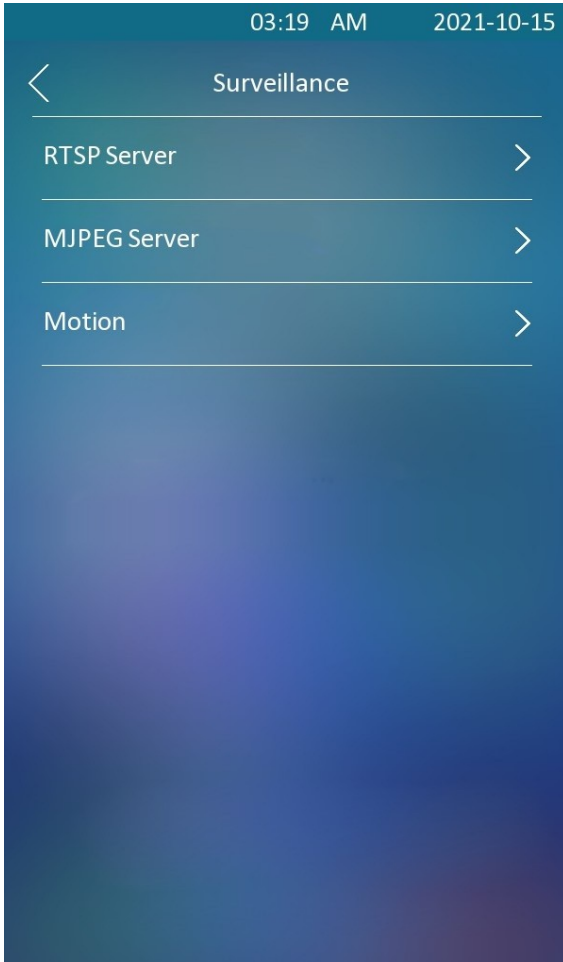 03:19 AM 2021-10-15
Surveillance
RTSP Server
MJPEG Server
Motion